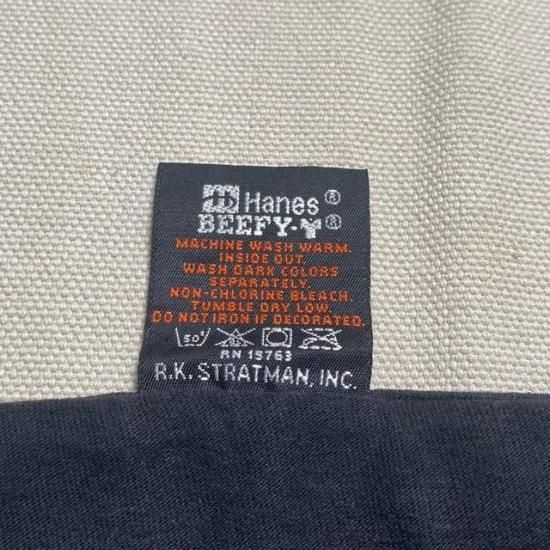 Hanes®
BEEFY-Y®
MACHINE WASH WARM.
INSIDE OUT.
WASH DARK COLORS
SEPARATELY.
NON-CHLORINE BLEACH.
TUMBLE DRY LOW.
DO NOT IRON IF DECORATED.
50°
RN 15763
R.K. STRATMAN, INC.